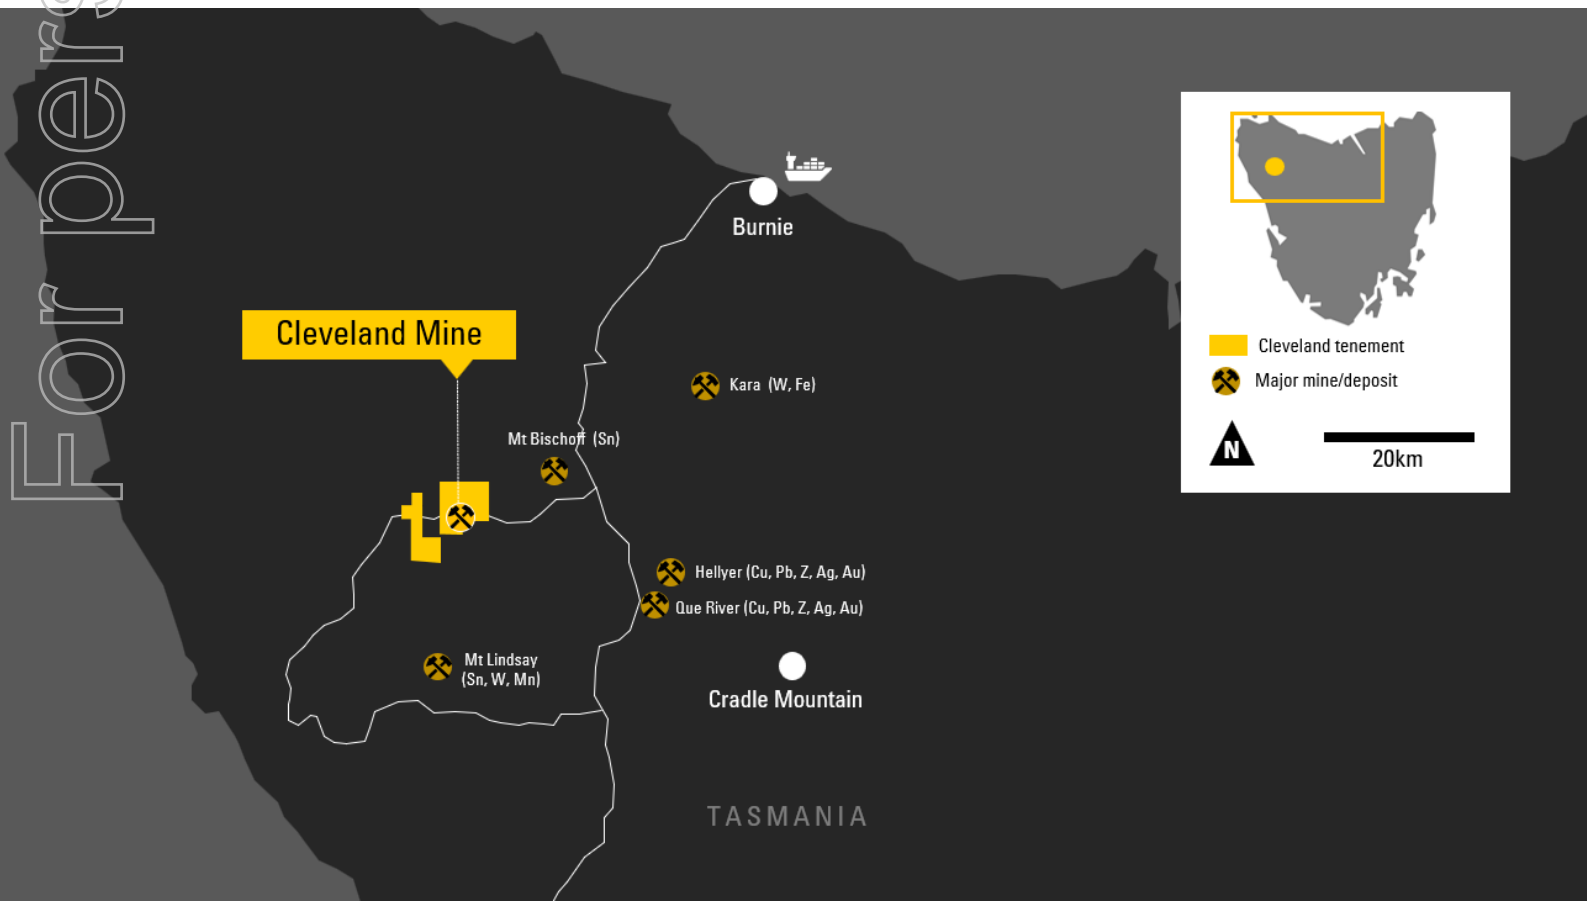 For pers
Burnie
Cleveland Mine
Kara (W, Fe)
Mt Bischoff (Sn)
Hellyer (Cu, Pb, Z, Ag, Au)
Que River (Cu, Pb, Z, Ag, Au)
Mt Lindsay
(Sn, W, Mn)
Cradle Mountain
TASMANIA
Cleveland tenement
Major mine/deposit
N
20km